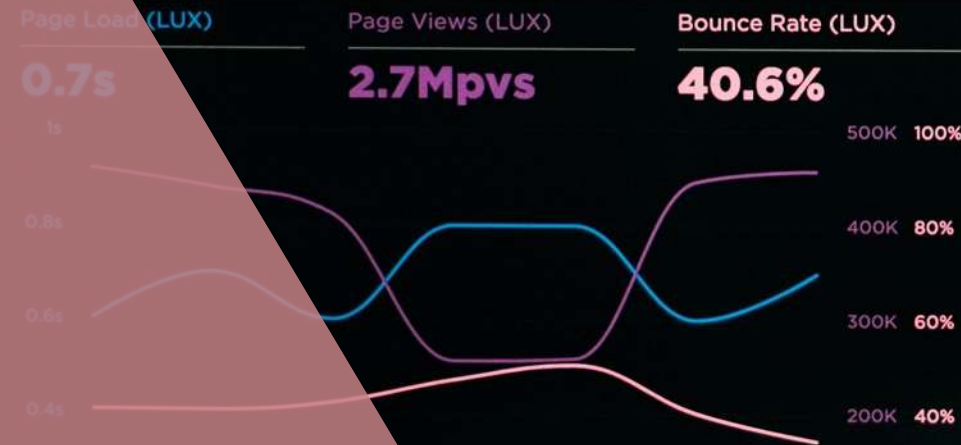 Page Load (LUX)
0.7s
Page Views (LUX)
2.7Mpvs
Bounce Rate (LUX)
40.6%
1s
500K 100%
0.8s
400K 80%
0.6s
300K 60%
0.4s
200K 40%